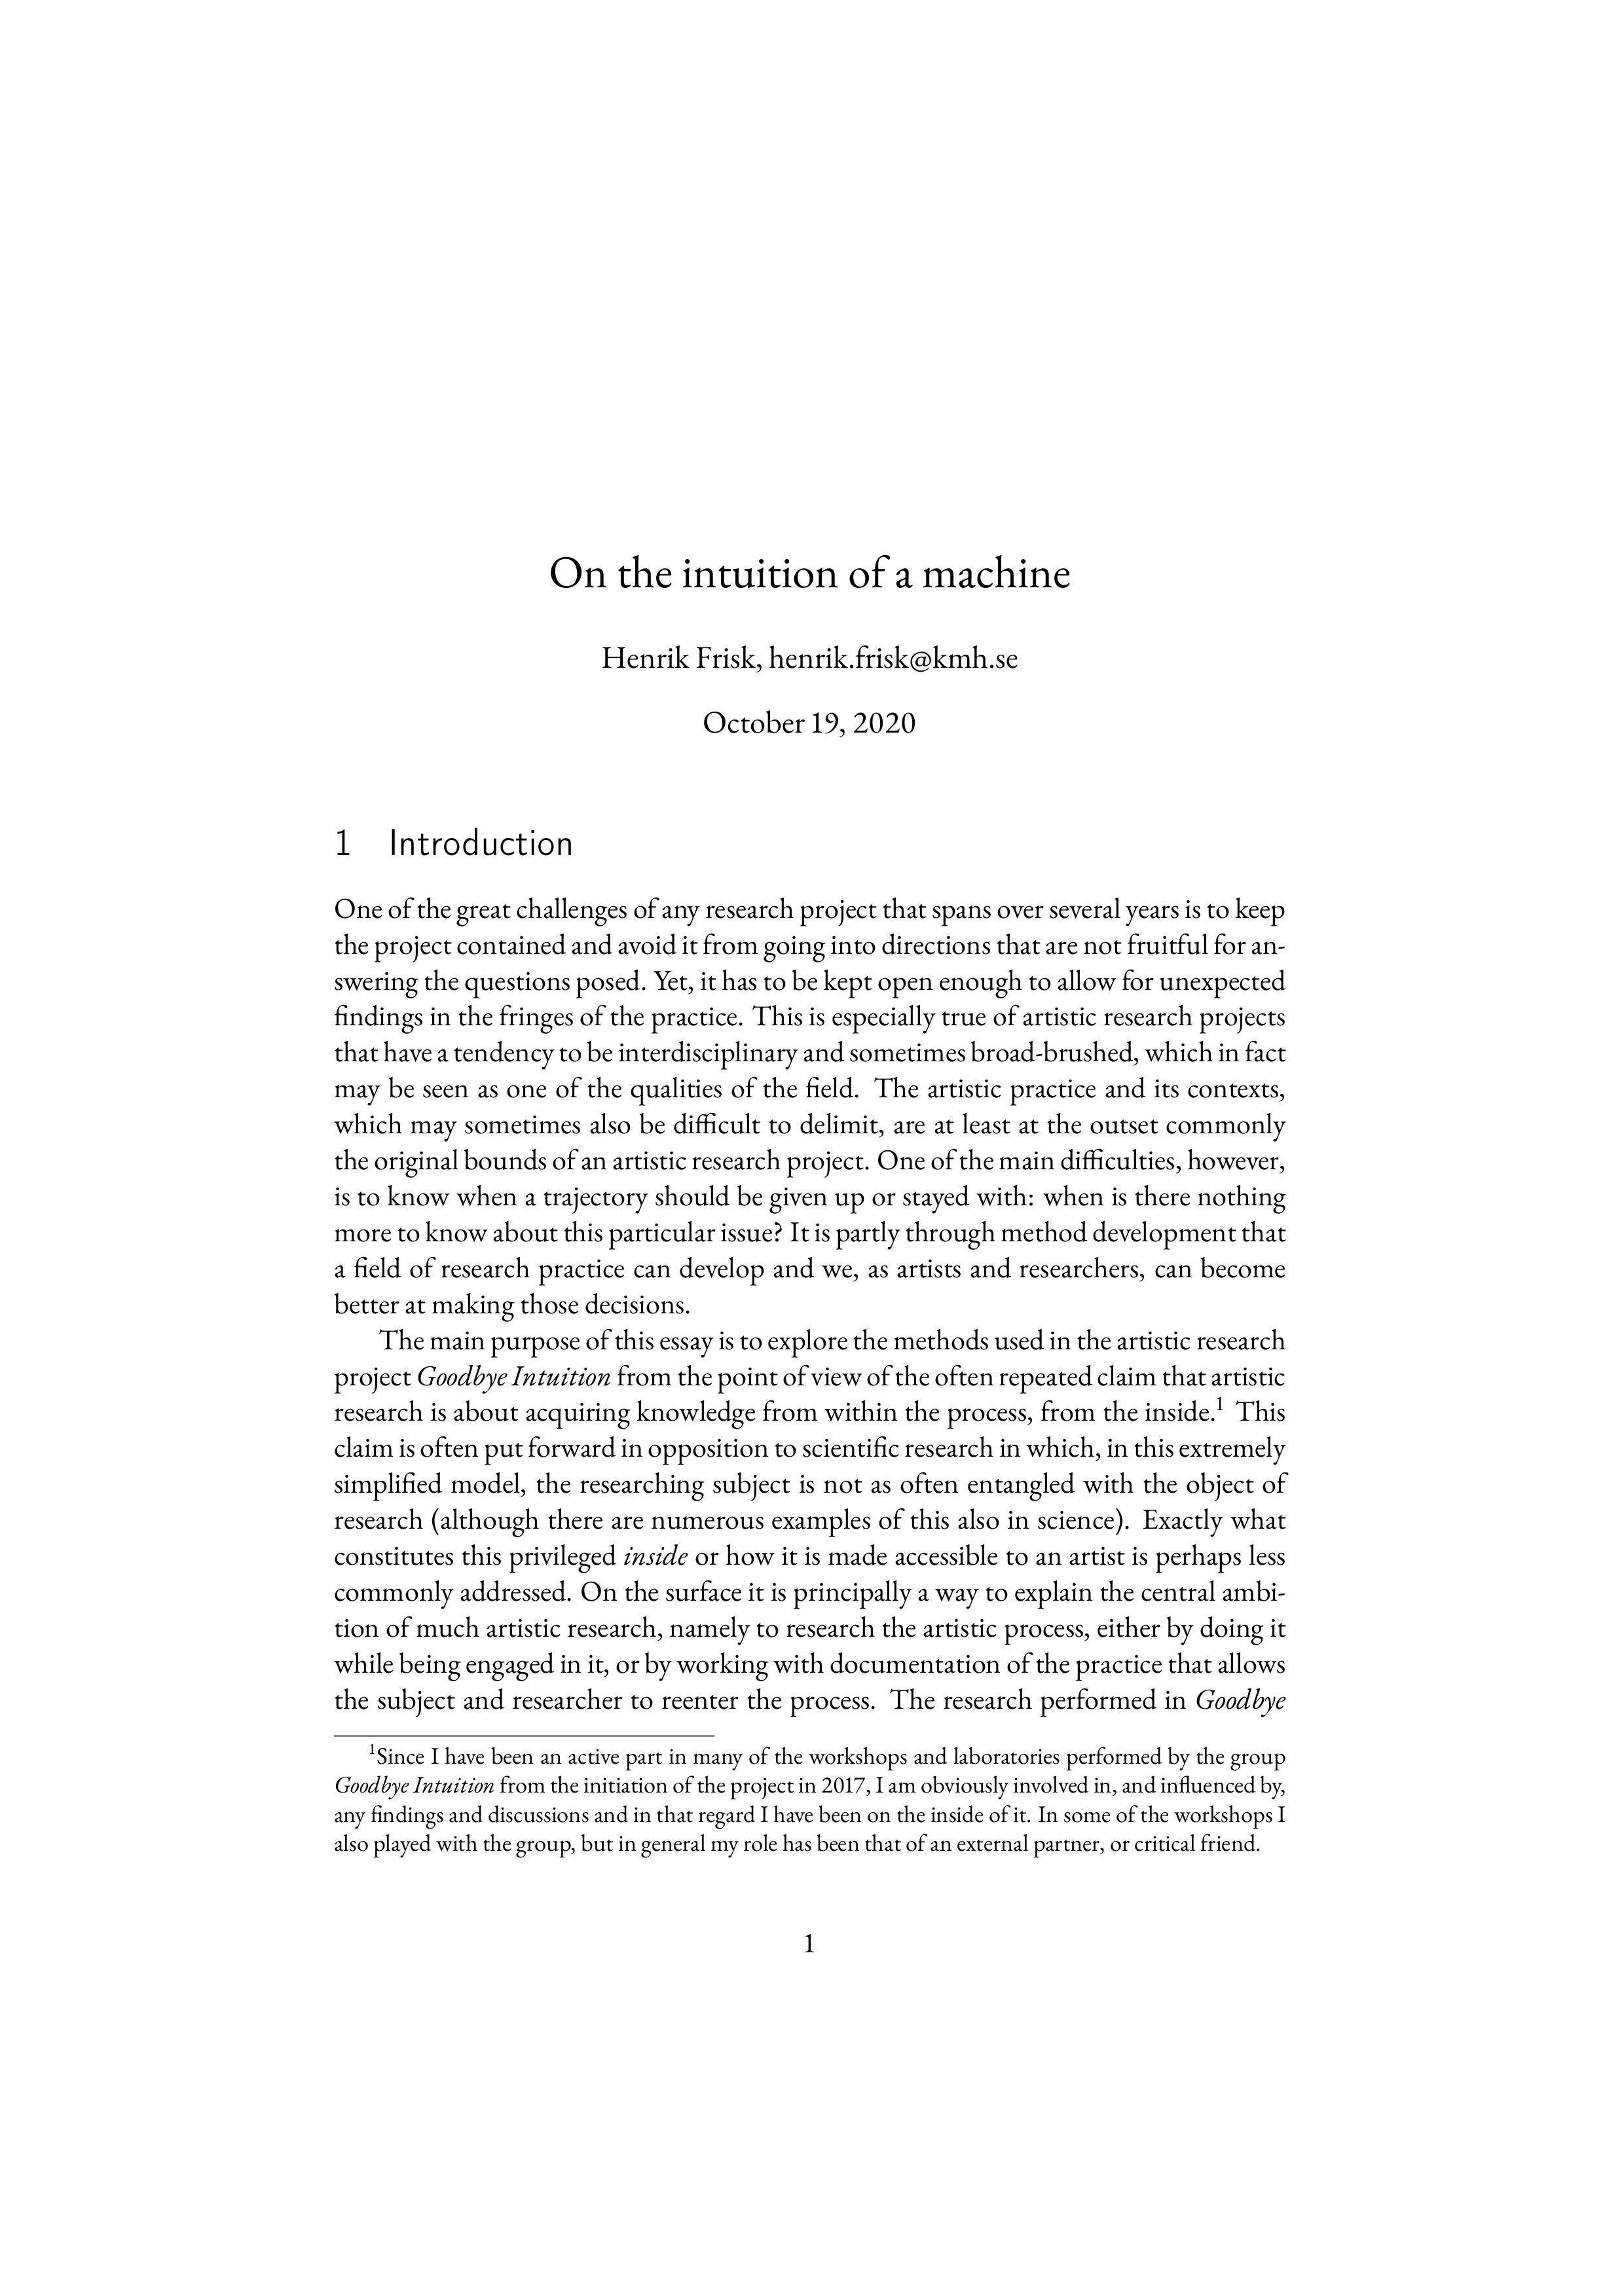 On the intuition of a machine
Henrik Frisk, henrik.frisk@kmh.se
October 19, 2020
1 Introduction
One of the great challenges of any research project that spans over several years is to keep
the project contained and avoid it from going into directions that are not fruitful for an-
swering the questions posed. Yet, it has to be kept open enough to allow for unexpected
findings in the fringes of the practice. This is especially true of artistic research projects
that have a tendency to be interdisciplinary and sometimes broad-brushed, which in fact
may be seen as one of the qualities of the field. The artistic practice and its contexts,
which may sometimes also be difficult to delimit, are at least at the outset commonly
the original bounds of an artistic research project. One of the main difficulties, however,
is to know when a trajectory should be given up or stayed with: when is there nothing
more to know about this particular issue? It is partly through method development that
a field of research practice can develop and we, as artists and researchers, can become
better at making those decisions.
The main purpose of this essay is to explore the methods used in the artistic research
project Goodbye Intuition from the point of view of the often repeated claim that artistic
research is about acquiring knowledge from within the process, from the inside.1 This
claim is often put forward in opposition to scientific research in which, in this extremely
simplified model, the researching subject is not as often entangled with the object of
research (although there are numerous examples of this also in science). Exactly what
constitutes this privileged inside or how it is made accessible to an artist is perhaps less
commonly addressed. On the surface it is principally a way to explain the central ambi-
tion of much artistic research, namely to research the artistic process, either by doing it
while being engaged in it, or by working with documentation of the practice that allows
the subject and researcher to reenter the process. The research performed in Goodbye
1Since I have been an active part in many of the workshops and laboratories performed by the group
Goodbye Intuition from the initiation of the project in 2017, I am obviously involved in, and influenced by,
any findings and discussions and in that regard I have been on the inside of it. In some of the workshops I
also played with the group, but in general my role has been that of an external partner, or critical friend.
1